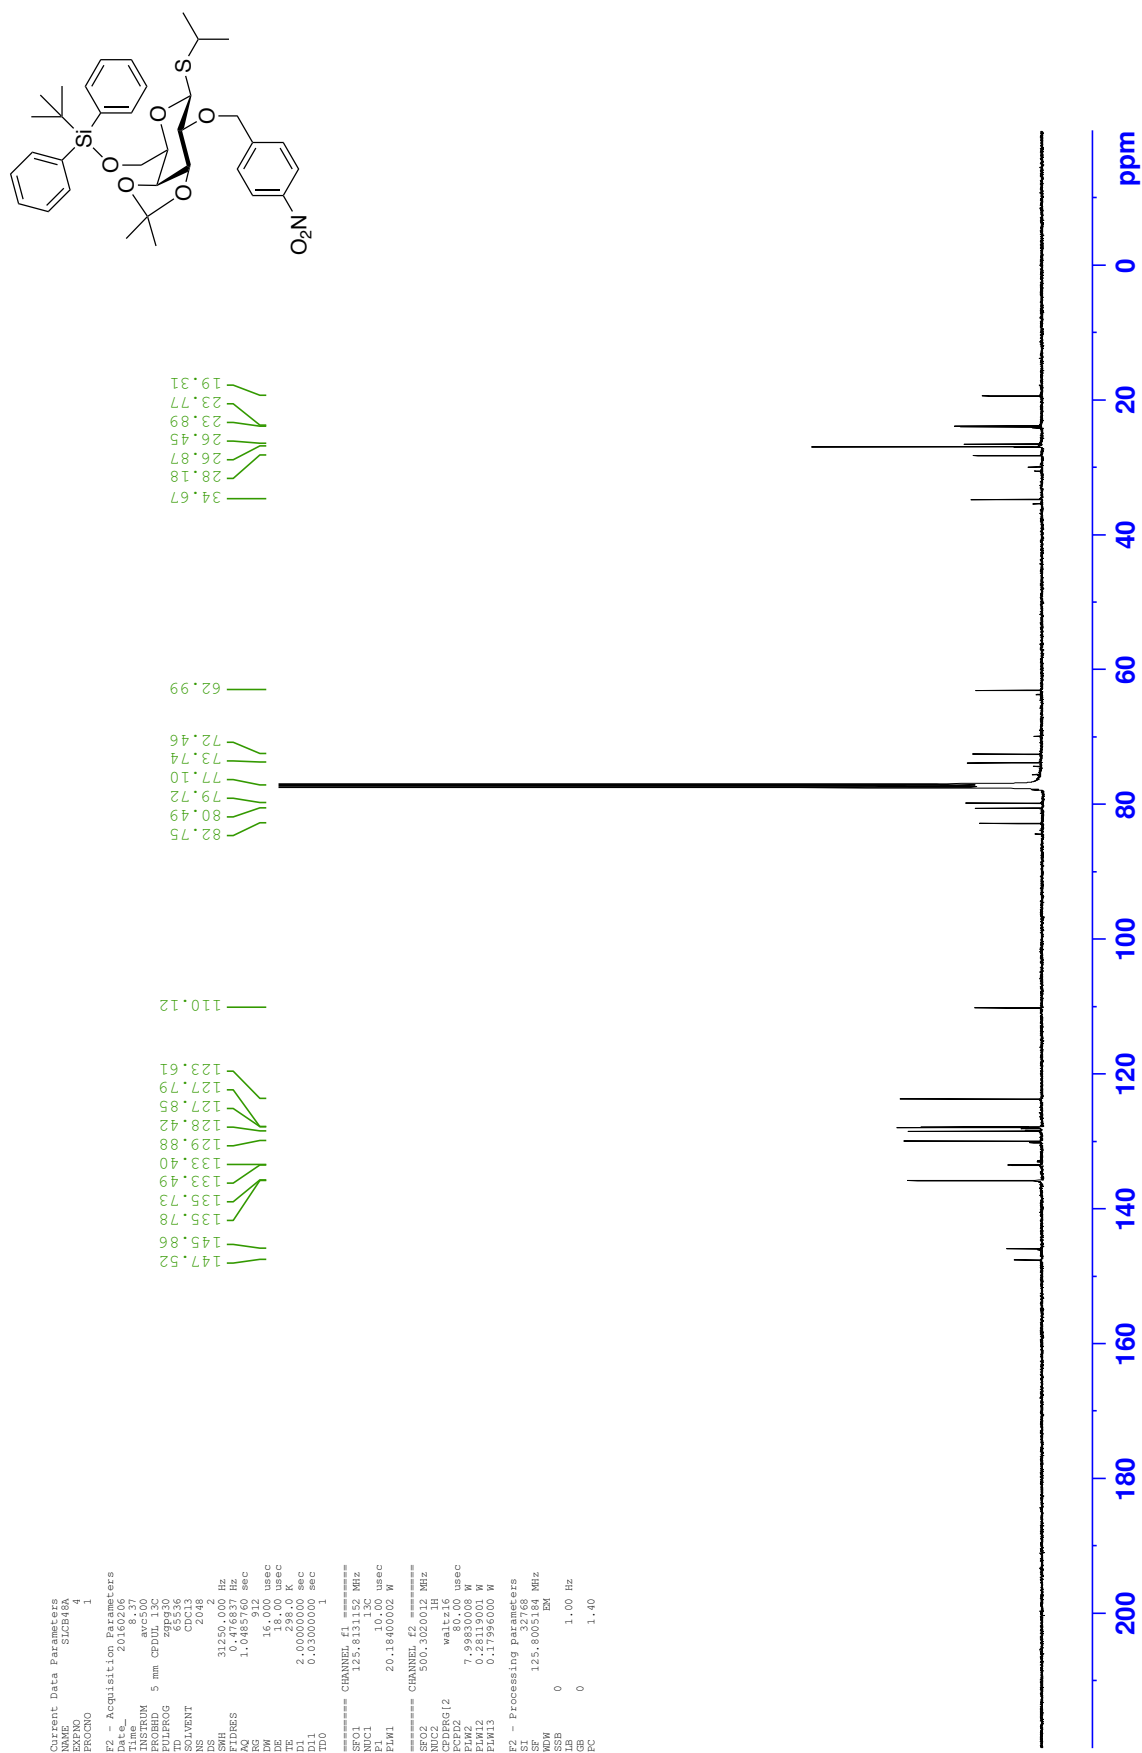 Current Data Parameters
NAME SLCB48A
EXPNO 4
PROCNO 1
F2 - Acquisition Parameters
Date_ 20160206
Time 8.37
INSTRUM avc500
PROBHD 5 mm CPDUL 13C
PULPROG zgpg30
TD 65536
SOLVENT CDCl3
NS 2048
DS 2
SWH 31250.000 Hz
FIDRES 0.476837 Hz
AQ 1.0485760 sec
RG 912
DW 16.000 usec
DE 18.00 usec
TE 298.0 K
D1 2.00000000 sec
D11 0.03000000 sec
TD0 1
======== CHANNEL f1 ========
SFO1 125.8131152 MHz
NUC1 13C
P1 10.00 usec
PLW1 20.18400002 W
======== CHANNEL f2 ========
SFO2 500.3020012 MHz
NUC2 1H
CPDPRG[2 waltz16
PCPD2 80.00 usec
PLW2 7.99830008 W
PLW12 0.28119001 W
PLW13 0.17996000 W
F2 - Processing parameters
SI 32768
SF 125.8005184 MHz
WDW EM
SSB 0
LB 1.00 Hz
GB 0
PC 1.40
147.52
145.86
135.78
135.73
133.49
133.40
129.88
128.42
127.85
127.79
123.61
110.12
82.75
80.49
79.72
77.10
73.74
72.46
62.99
34.67
28.18
26.87
26.45
23.89
23.77
19.31
Si
O
O
O
O
O
S
O2N
200 180 160 140 120 100 80 60 40 20 0 ppm